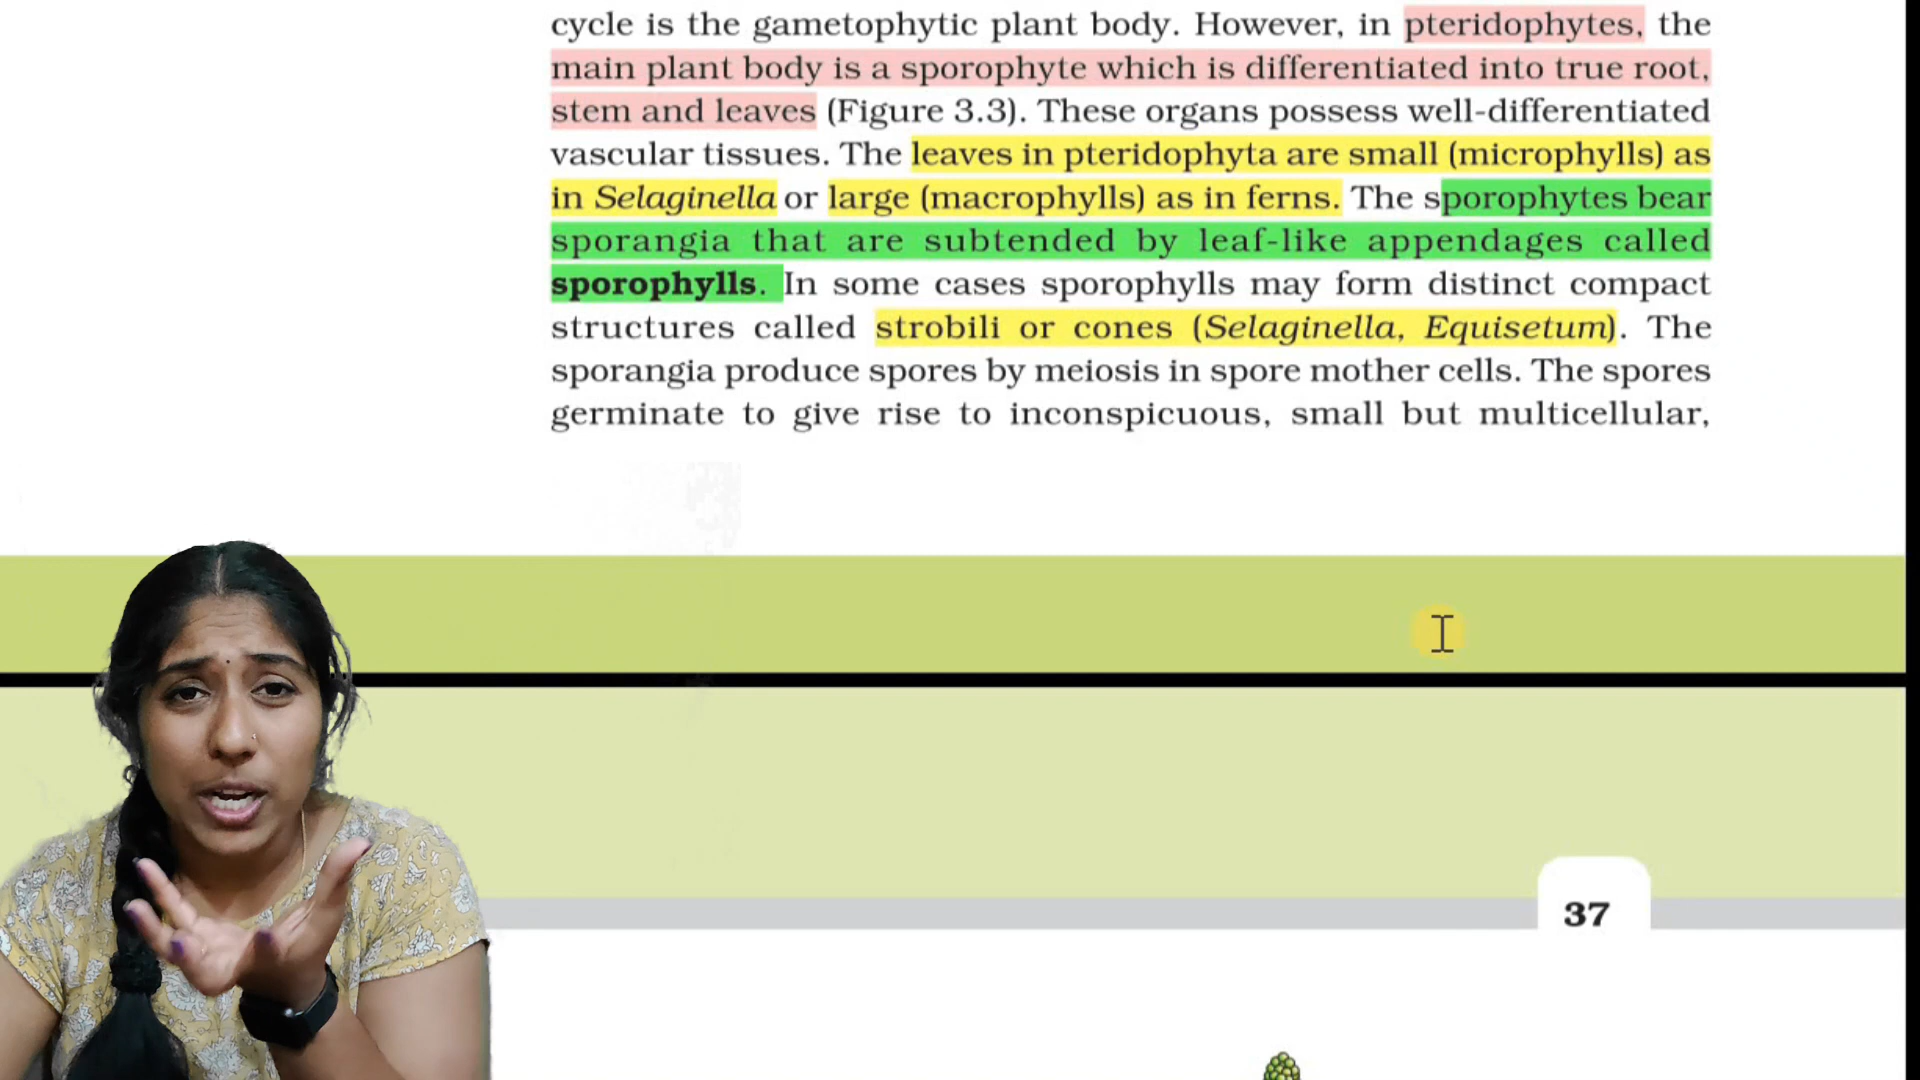 cycle is the gametophytic plant body. However, in pteridophytes, the
main plant body is a sporophyte which is differentiated into true root,
stem and leaves (Figure 3.3). These organs possess well-differentiated
vascular tissues. The leaves in pteridophyta are small (microphylls) as
in Selaginella or large (macrophylls) as in ferns. The sporophytes bear
sporangia that are subtended by leaf-like appendages called
sporophylls. In some cases sporophylls may form distinct compact
structures called strobili or cones (Selaginella, Equisetum). The
sporangia produce spores by meiosis in spore mother cells. The spores
germinate to give rise to inconspicuous, small but multicellular,
37